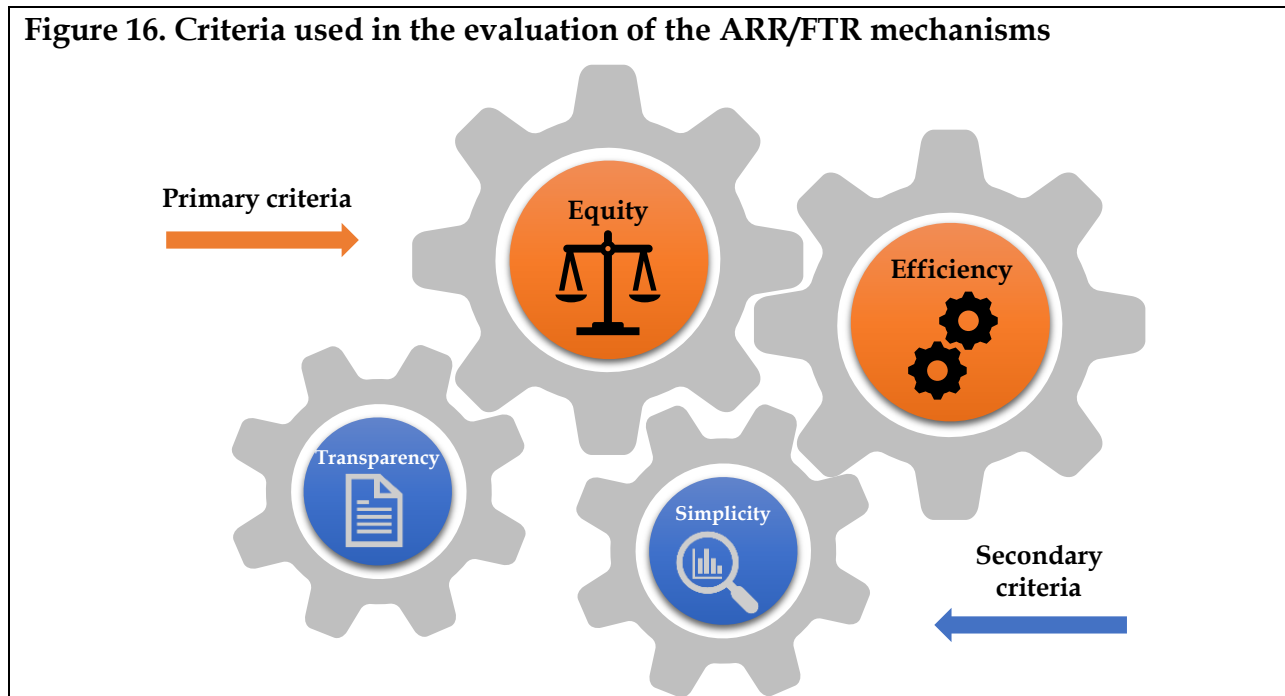 Figure 16. Criteria used in the evaluation of the ARR/FTR mechanisms
Primary criteria
Equity
Efficiency
Transparency
Simplicity
Secondary
criteria